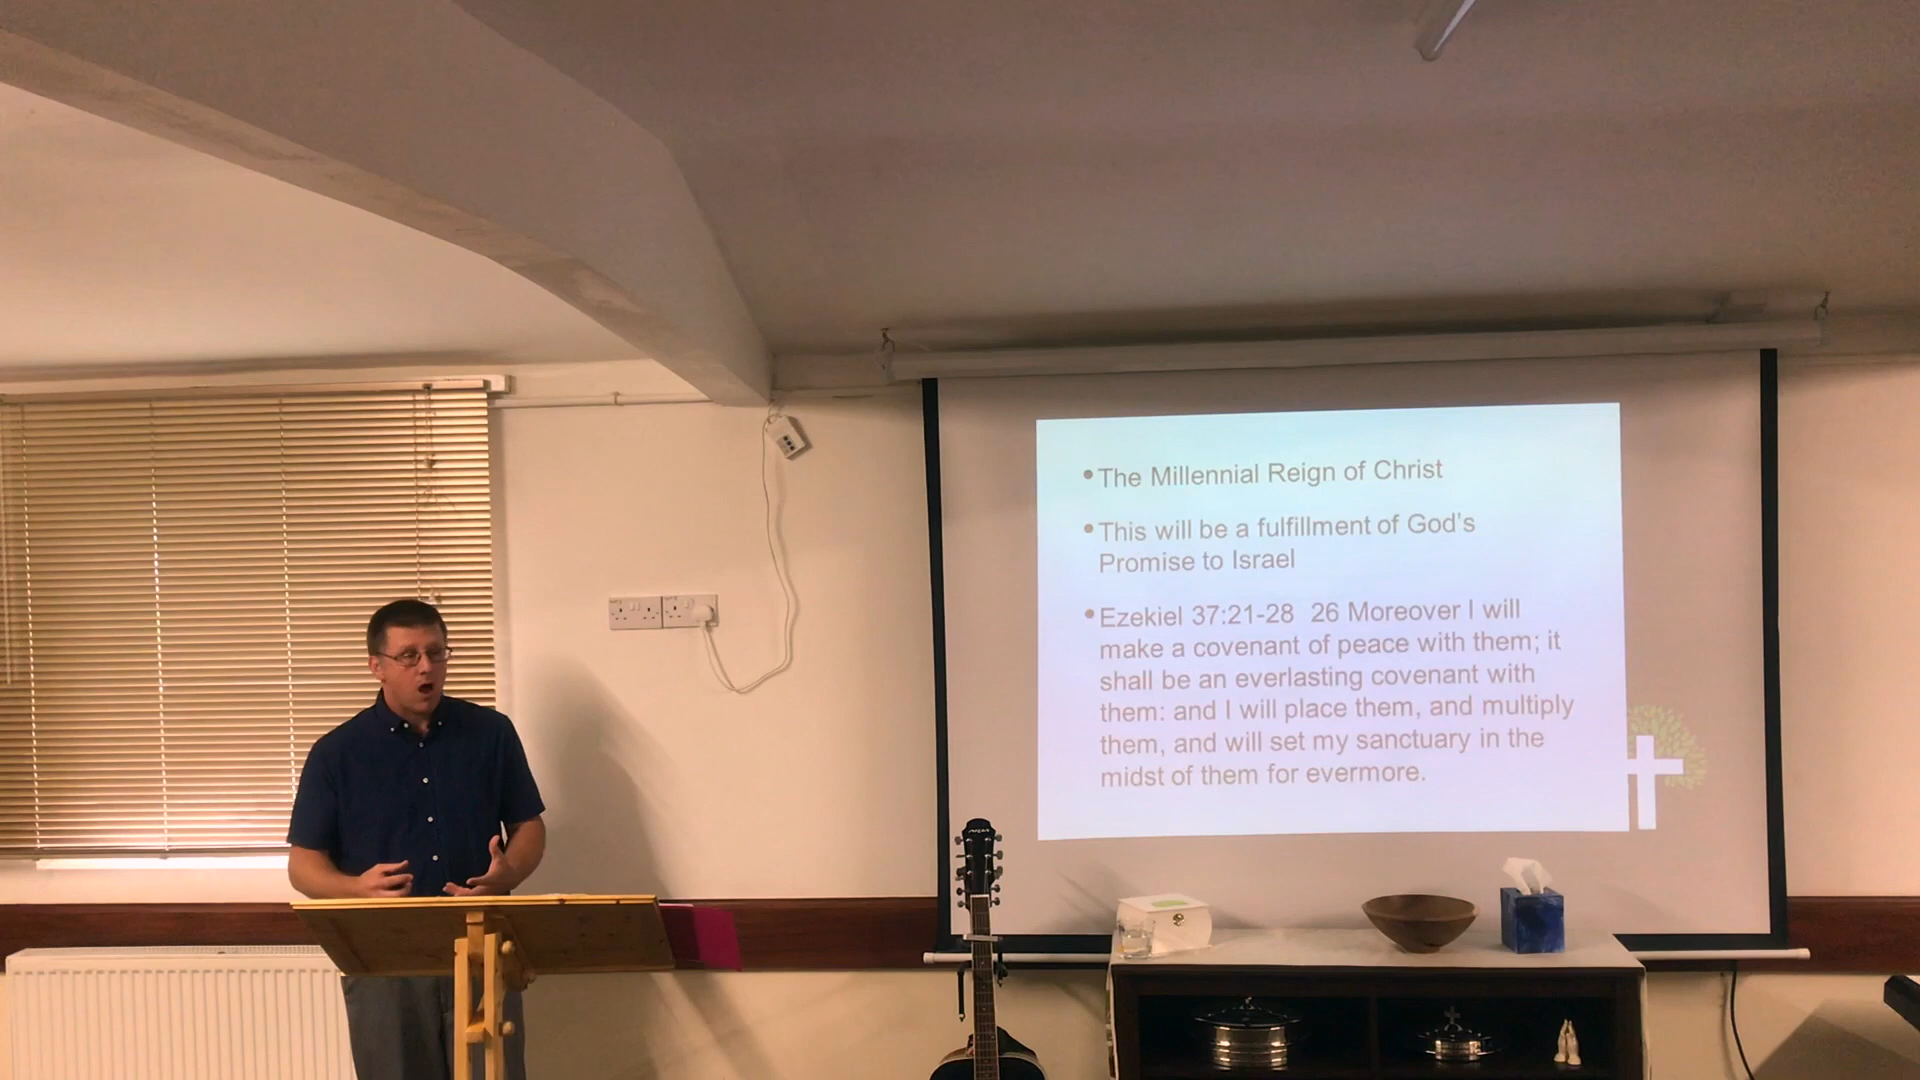 • The Millennial Reign of Christ
• This will be a fulfillment of God's
Promise to Israel
• Ezekiel 37:21-28 26 Moreover I will
make a covenant of peace with them; it
shall be an everlasting covenant with
them: and I will place them, and multiply
them, and will set my sanctuary in the
midst of them for evermore.